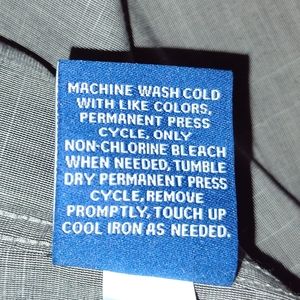 MACHINE WASH COLD
WITH LIKE COLORS,
PERMANENT PRESS
CYCLE. ONLY
NON-CHLORINE BLEACH
WHEN NEEDED, TUMBLE
DRY PERMANENT PRESS
CYCLE, REMOVE
PROMPTLY, TOUCH UP
COOL IRON AS NEEDED.